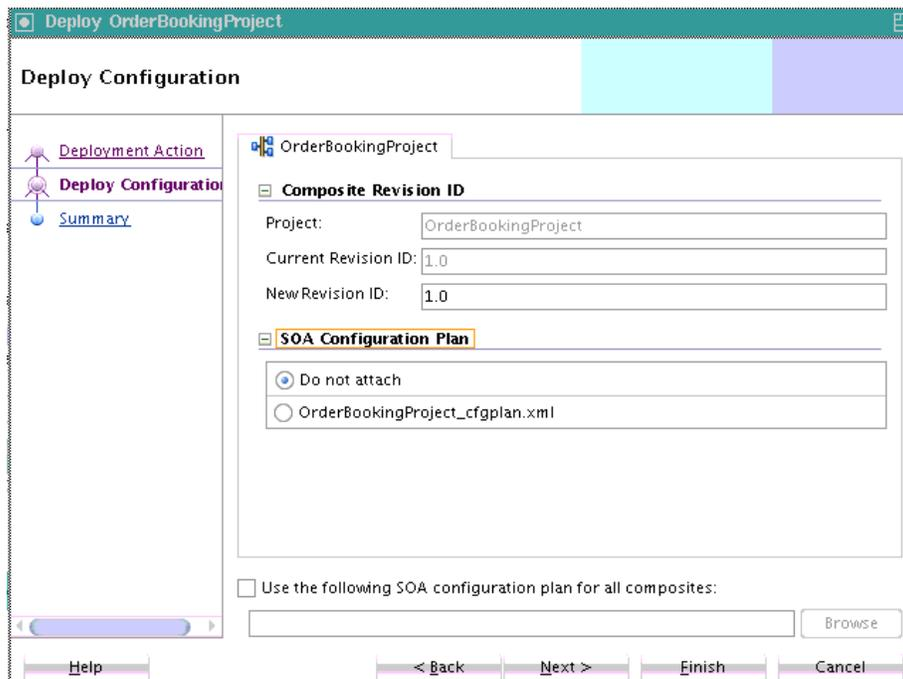 Deploy OrderBookingProject
Deploy Configuration
Deployment Action
Deploy Configuratio
Summary
OrderBookingProject
Composite Revision ID
Project:
OrderBookingProject
Current Revision ID:
1.0
New Revision ID:
1.0
SOA Configuration Plan
Do not attach
OrderBookingProject_cfgplan.xml
Use the following SOA configuration plan for all composites:
Browse
Help
< Back
Next >
Finish
Cancel